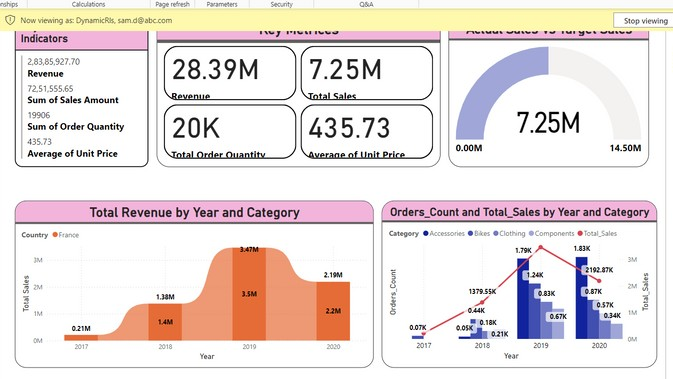 nships
Calculations
Page refresh
Parameters
Security
Q&A
Now viewing as: DynamicRls, sam.d@abc.com
Stop viewing
Indicators
2,83,85,927.70
Revenue
72,51,555.65
Sum of Sales Amount
19906
Sum of Order Quantity
435.73
Average of Unit Price
Key Metrices
28.39M
Revenue
7.25M
Total Sales
20K
Total Order Quantity
435.73
Average of Unit Price
Actual Sales Vs Target Sales
7.25M
0.00M
14.50M
Total Revenue by Year and Category
Country France
Total Sales
3M
2M
1M
0M
0.21M
1.38M
1.4M
3.47M
3.5M
2.19M
2.2M
2017
2018
2019
2020
Year
Orders_Count and Total_Sales by Year and Category
Category Accessories Bikes Clothing Components Total_Sales
Orders_Count
0.07K
1379.55K
0.44K
0.05K
0.18K
0.21K
1.79K
1.24K
0.83K
0.67K
1.83K
2192.87K
0.87K
0.57K
0.34K
3M
2M
1M
0M
Total_Sales
2017
2018
2019
2020
Year